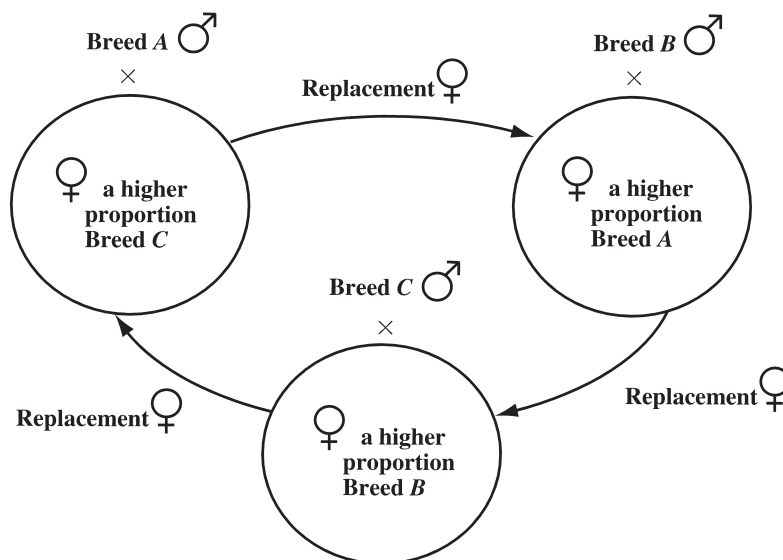 Breed A ♂
×
♀ a higher
proportion
Breed C
Replacement ♀
Breed B ♂
×
♀ a higher
proportion
Breed A
Replacement ♀
Breed C ♂
×
♀ a higher
proportion
Breed B
Replacement ♀